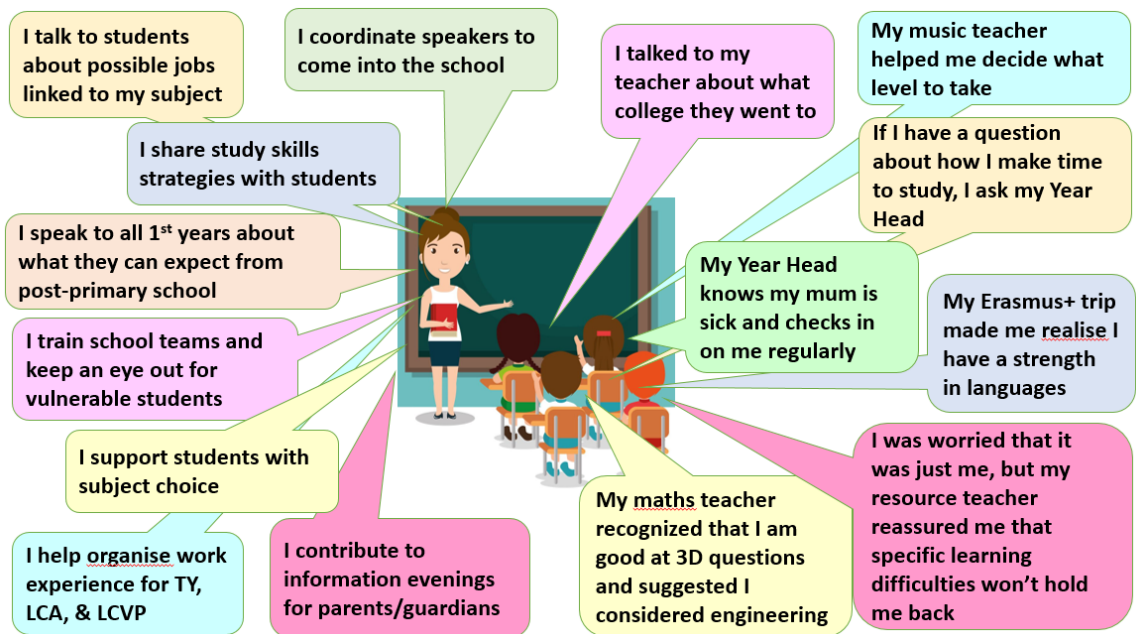 I talk to students
about possible jobs
linked to my subject
I coordinate speakers to
come into the school
I talked to my
teacher about what
college they went to
My music teacher
helped me decide what
level to take
I share study skills
strategies with students
If I have a question
about how I make time
to study, I ask my Year
Head
I speak to all 1st years about
what they can expect from
post-primary school
My Year Head
knows my mum is
sick and checks in
on me regularly
My Erasmus+ trip
made me realise I
have a strength
in languages
I train school teams and
keep an eye out for
vulnerable students
I support students with
subject choice
I was worried that it
was just me, but my
resource teacher
reassured me that
specific learning
difficulties won’t hold
me back
My maths teacher
recognized that I am
good at 3D questions
and suggested I
considered engineering
I help organise work
experience for TY,
LCA, & LCVP
I contribute to
information evenings
for parents/guardians